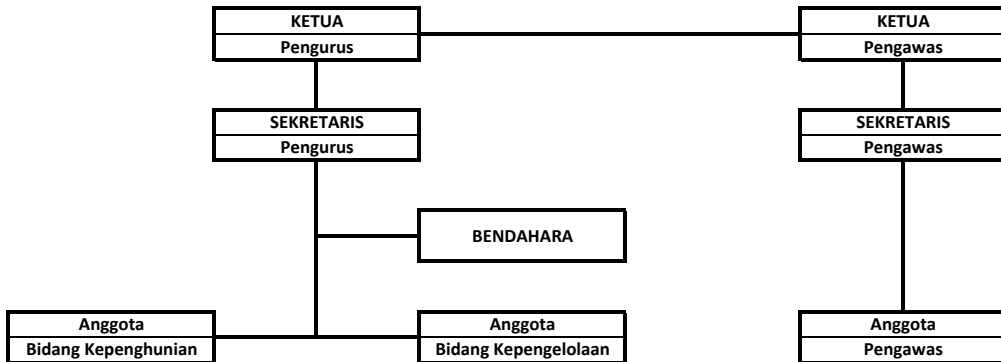 KETUA
Pengurus
KETUA
Pengawas
SEKRETARIS
Pengurus
SEKRETARIS
Pengawas
BENDAHARA
Anggota
Bidang Kepenghunian
Anggota
Bidang Kepengelolaan
Anggota
Pengawas